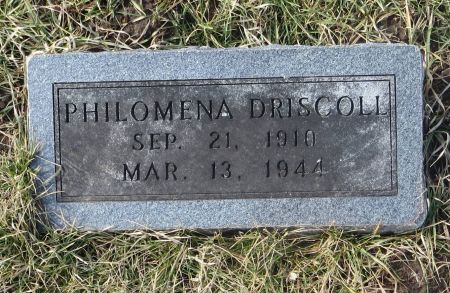 PHILOMENA DRISCOLL
SEP. 21, 1910
MAR. 13, 1944